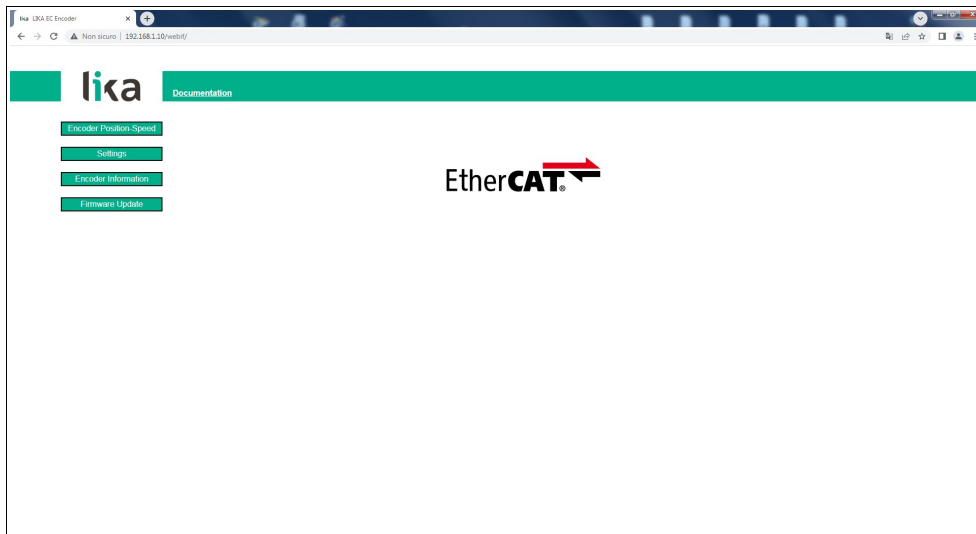 lika LIKA EC Encoder
Non sicuro | 192.168.1.10/webif/
lika
Documentation
Encoder Position-Speed
Settings
Encoder Information
Firmware Update
EtherCAT®